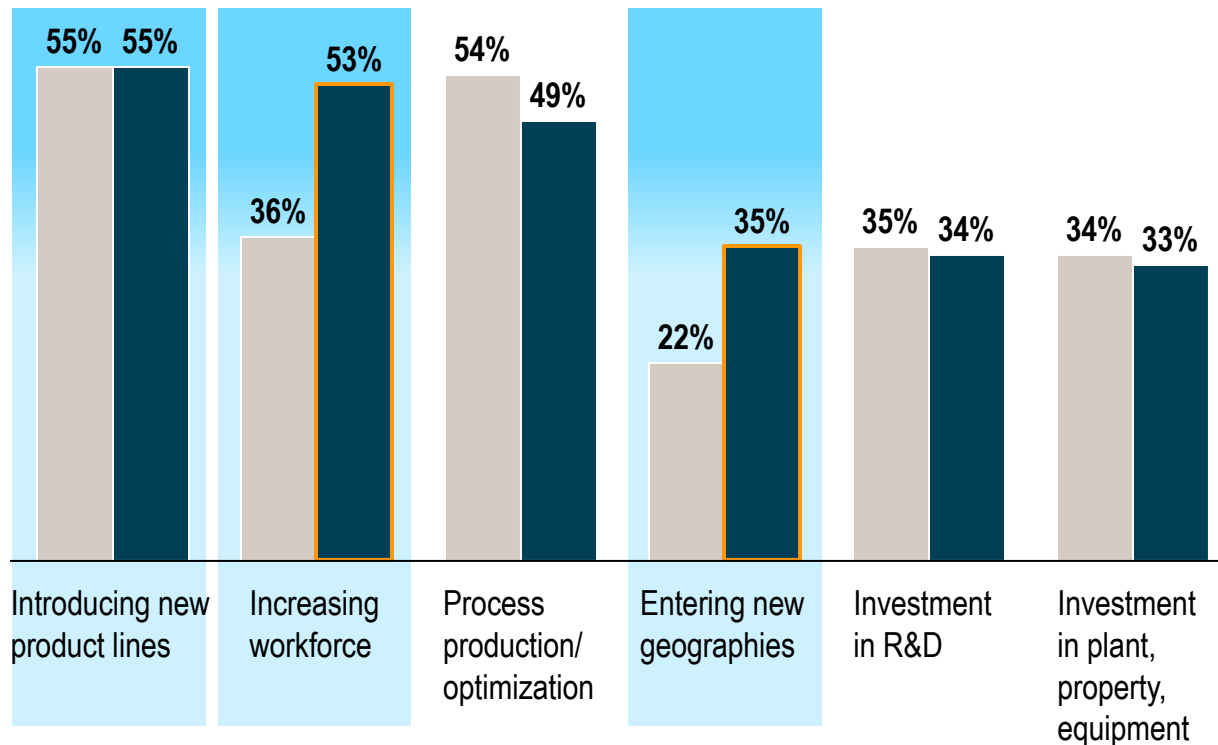 55% 55%
36% 53%
54% 49%
22% 35%
35% 34%
34% 33%
Introducing new
product lines
Increasing
workforce
Process
production/
optimization
Entering new
geographies
Investment
in R&D
Investment
in plant,
property,
equipment